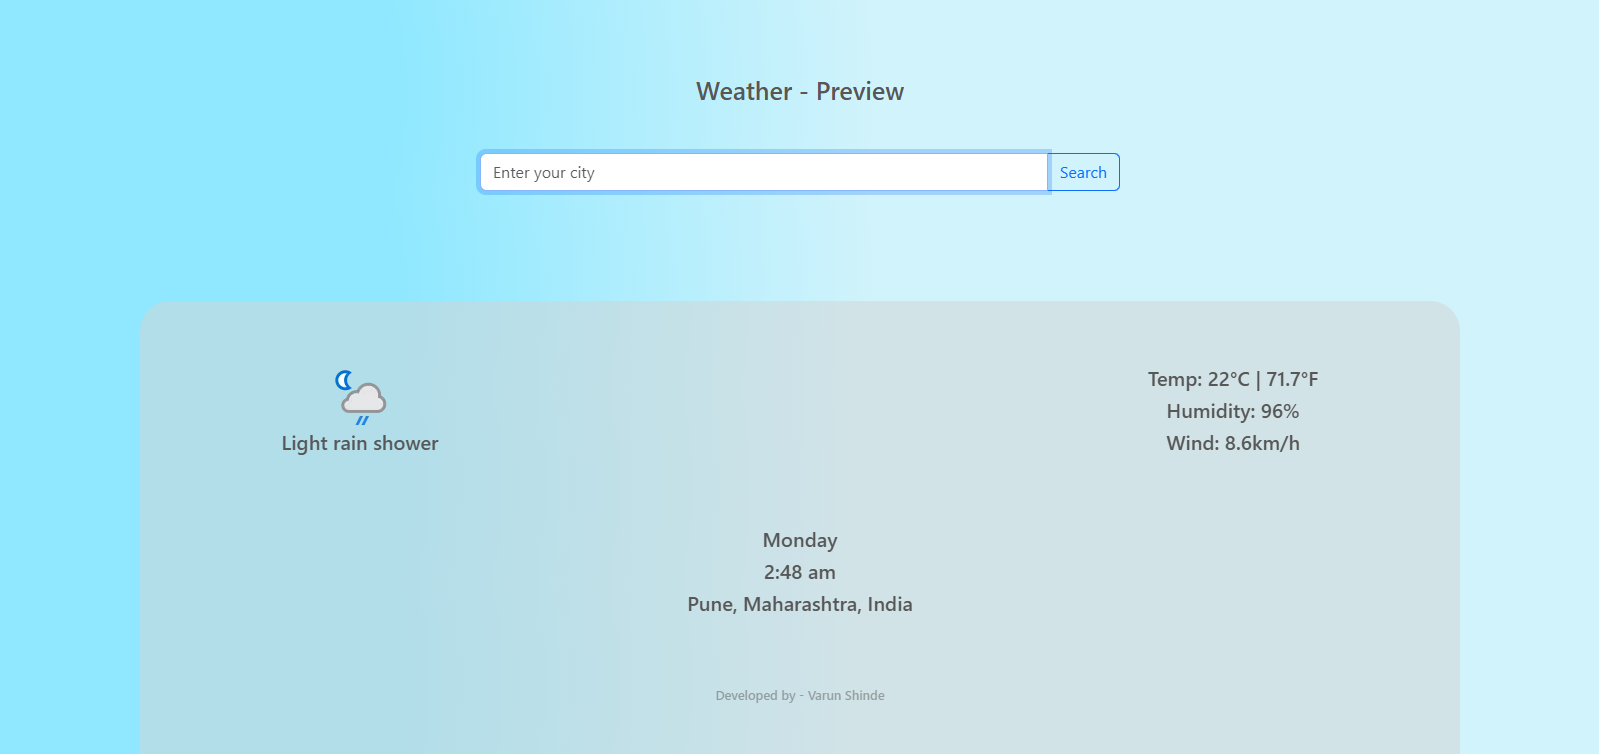 Weather - Preview
Enter your city
Search
Light rain shower
Temp: 22°C | 71.7°F
Humidity: 96%
Wind: 8.6km/h
Monday
2:48 am
Pune, Maharashtra, India
Developed by - Varun Shinde